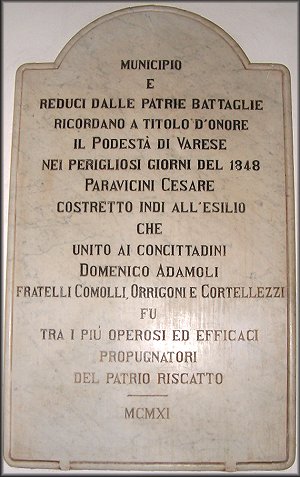 MUNICIPIO
E
REDUCI DALLE PATRIE BATTAGLIE
RICORDANO A TITOLO D'ONORE
IL PODESTÀ DI VARESE
NEI PERIGLIOSI GIORNI DEL 1848
PARAVICINI CESARE
COSTRETTO INDI ALL'ESILIO
CHE
UNITO AI CONCITTADINI
DOMENICO ADAMOLI
FRATELLI COMOLLI, ORRIGONI E CORTELLEZZI
FU
TRA I PIÙ OPEROSI ED EFFICACI
PROPUGNATORI
DEL PATRIO RISCATTO
MCMXI